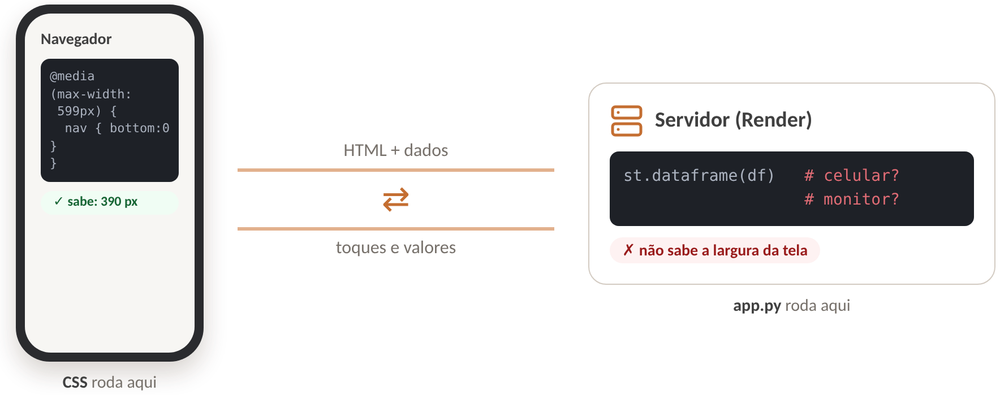 Navegador
@media
(max-width:
599px) {
nav { bottom:0
}
}
✓ sabe: 390 px
CSS roda aqui
HTML + dados
⇄
toques e valores
Servidor (Render)
st.dataframe(df) # celular?
# monitor?
✗ não sabe a largura da tela
app.py roda aqui